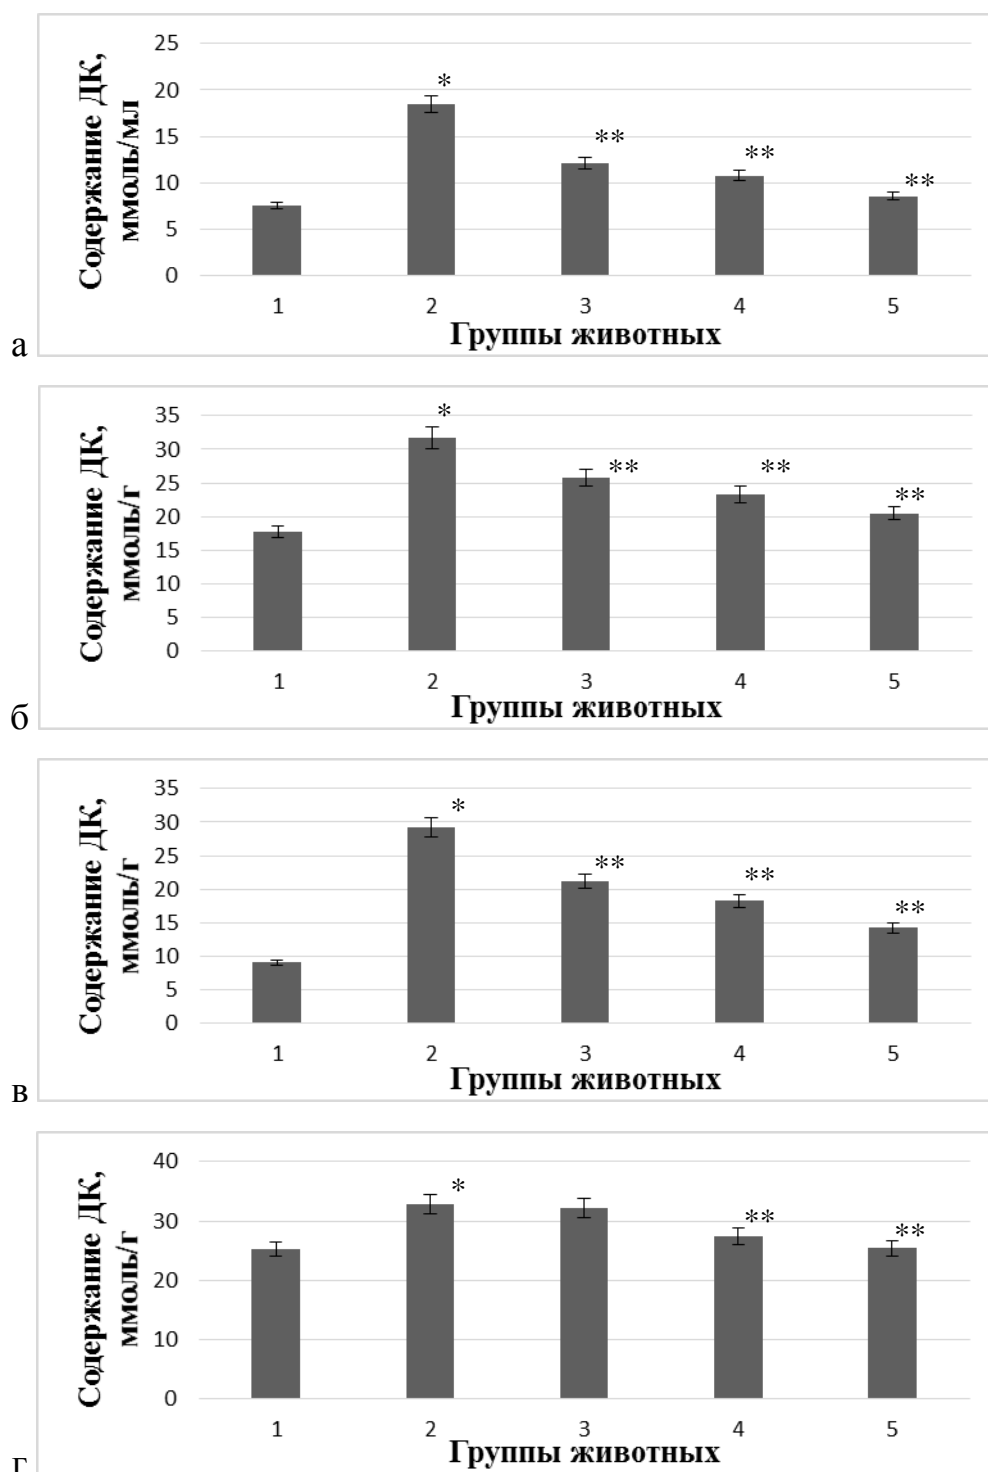 Содержание ДК,
ммоль/мл
25
20
15
10
5
0
*
**
**
**
1 2 3 4 5
Группы животных
а
Содержание ДК,
ммоль/г
35
30
25
20
15
10
5
0
*
**
**
**
1 2 3 4 5
Группы животных
б
Содержание ДК,
ммоль/г
35
30
25
20
15
10
5
0
*
**
**
**
1 2 3 4 5
Группы животных
в
Содержание ДК,
ммоль/г
40
30
20
10
0
*
**
**
1 2 3 4 5
Группы животных
г